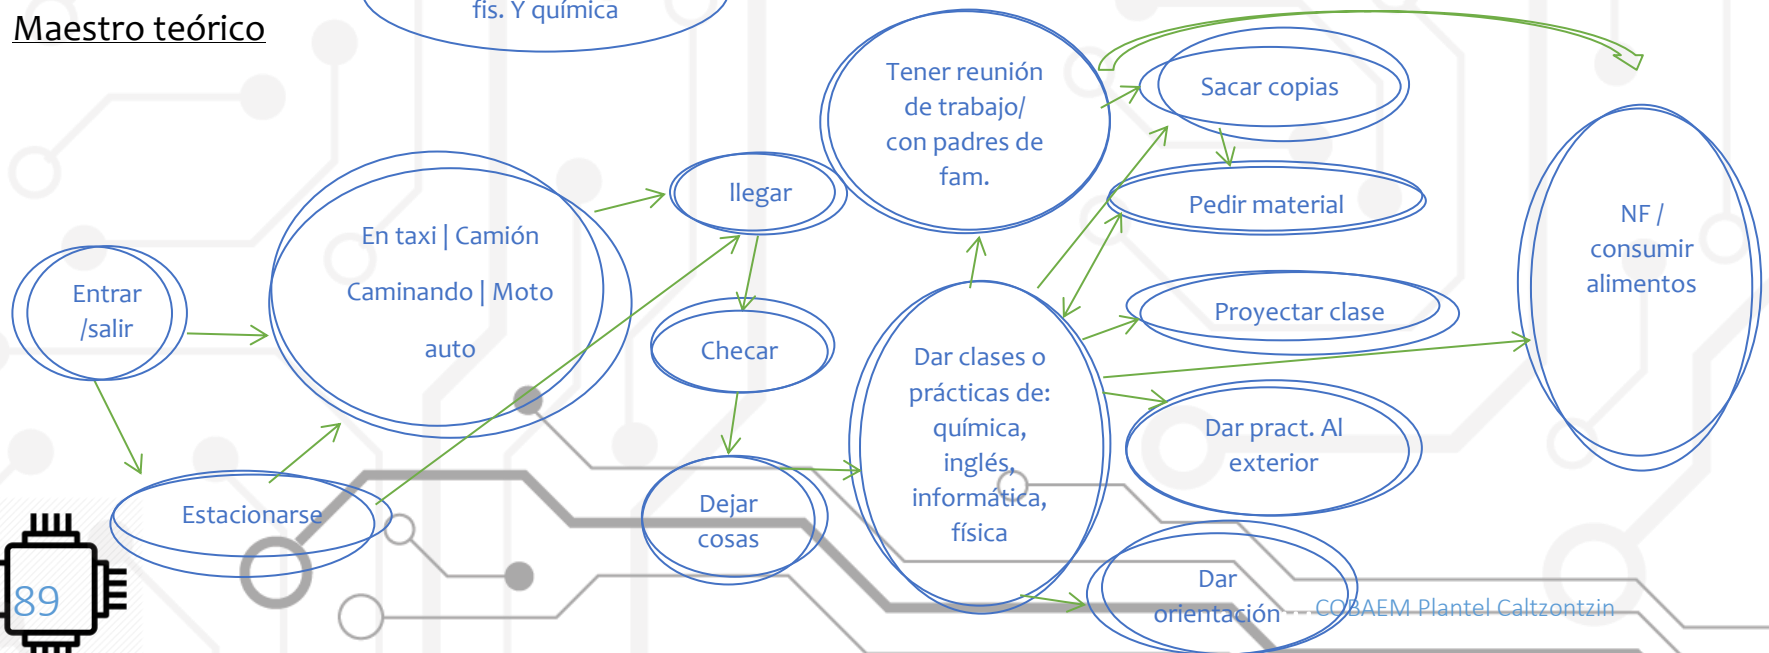 fis. Y química
Maestro teórico
Entrar
/salir
En taxi | Camión
Caminando | Moto
auto
Estacionarse
llegar
Checar
Dejar
cosas
Tener reunión
de trabajo/
con padres de
fam.
Dar clases o
prácticas de:
química,
inglés,
informática,
física
Sacar copias
Pedir material
Proyectar clase
Dar pract. Al
exterior
Dar
orientación
NF /
consumir
alimentos
89
COBAEM Plantel Caltzontzin